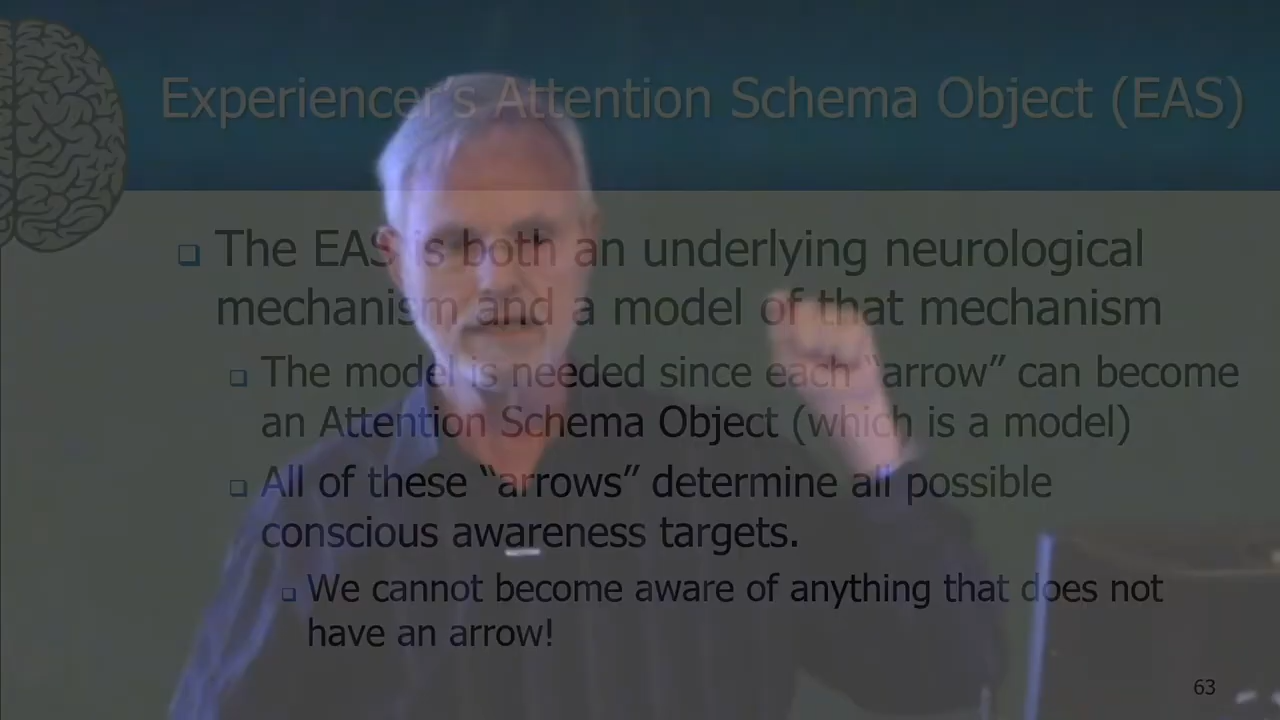 Experiencer's Attention Schema Object (EAS)
The EAS is both an underlying neurological
mechanism and a model of that mechanism
The model is needed since each “arrow” can become
an Attention Schema Object (which is a model)
All of these “arrows” determine all possible
conscious awareness targets.
We cannot become aware of anything that does not
have an arrow!
63